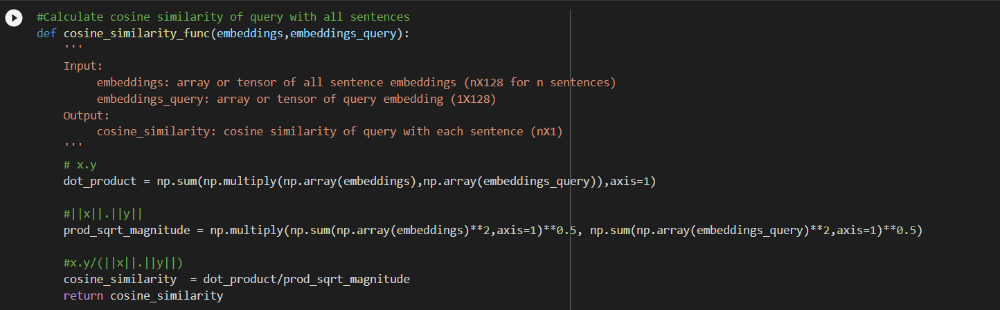 #Calculate cosine similarity of query with all sentences
def cosine_similarity_func(embeddings,embeddings_query):
    '''
    Input:
         embeddings: array or tensor of all sentence embeddings (nX128 for n sentences)
         embeddings_query: array or tensor of query embedding (1X128)
    Output:
         cosine_similarity: cosine similarity of query with each sentence (nX1)
    '''
    # x.y
    dot_product = np.sum(np.multiply(np.array(embeddings),np.array(embeddings_query)),axis=1)
    #||x||.||y||
    prod_sqrt_magnitude = np.multiply(np.sum(np.array(embeddings)**2,axis=1)**0.5, np.sum(np.array(embeddings_query)**2,axis=1)**0.5)
    #x.y/(||x||.||y||)
    cosine_similarity  = dot_product/prod_sqrt_magnitude
    return cosine_similarity